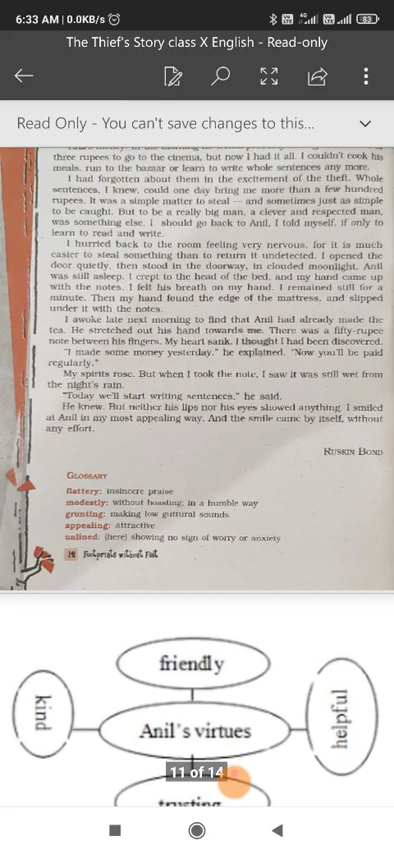 6:33 AM | 0.0KB/s
4G
83
The Thief's Story class X English - Read-only
Read Only - You can't save changes to this...
three rupees to go to the cinema, but now I had it all. I couldn't cook his
meals, run to the bazaar or learn to write whole sentences any more.
I had forgotten about them in the excitement of the theft. Whole
sentences, I knew, could one day bring me more than a few hundred
rupees. It was a simple matter to steal — and sometimes just as simple
to be caught. But to be a really big man, a clever and respected man,
was something else. I should go back to Anil, I told myself, if only to
learn to read and write.
I hurried back to the room feeling very nervous, for it is much
easier to steal something than to return it undetected. I opened the
door quietly, then stood in the doorway, in clouded moonlight. Anil
was still asleep. I crept to the head of the bed, and my hand came up
with the notes. I felt his breath on my hand. I remained still for a
minute. Then my hand found the edge of the mattress, and slipped
under it with the notes.
I awoke late next morning to find that Anil had already made the
tea. He stretched out his hand towards me. There was a fifty-rupee
note between his fingers. My heart sank. I thought I had been discovered.
"I made some money yesterday," he explained. "Now you'll be paid
regularly."
My spirits rose. But when I took the note, I saw it was still wet from
the night's rain.
"Today we'll start writing sentences," he said.
He knew. But neither his lips nor his eyes showed anything. I smiled
at Anil in my most appealing way. And the smile came by itself, without
any effort.
RUSKIN BOND
GLOSSARY
flattery: insincere praise
modestly: without boasting; in a humble way
grunting: making low guttural sounds
appealing: attractive
unlined: (here) showing no sign of worry or anxiety
Footprints without Feet
friendly
kind
Anil's virtues
helpful
11 of 14
trusting